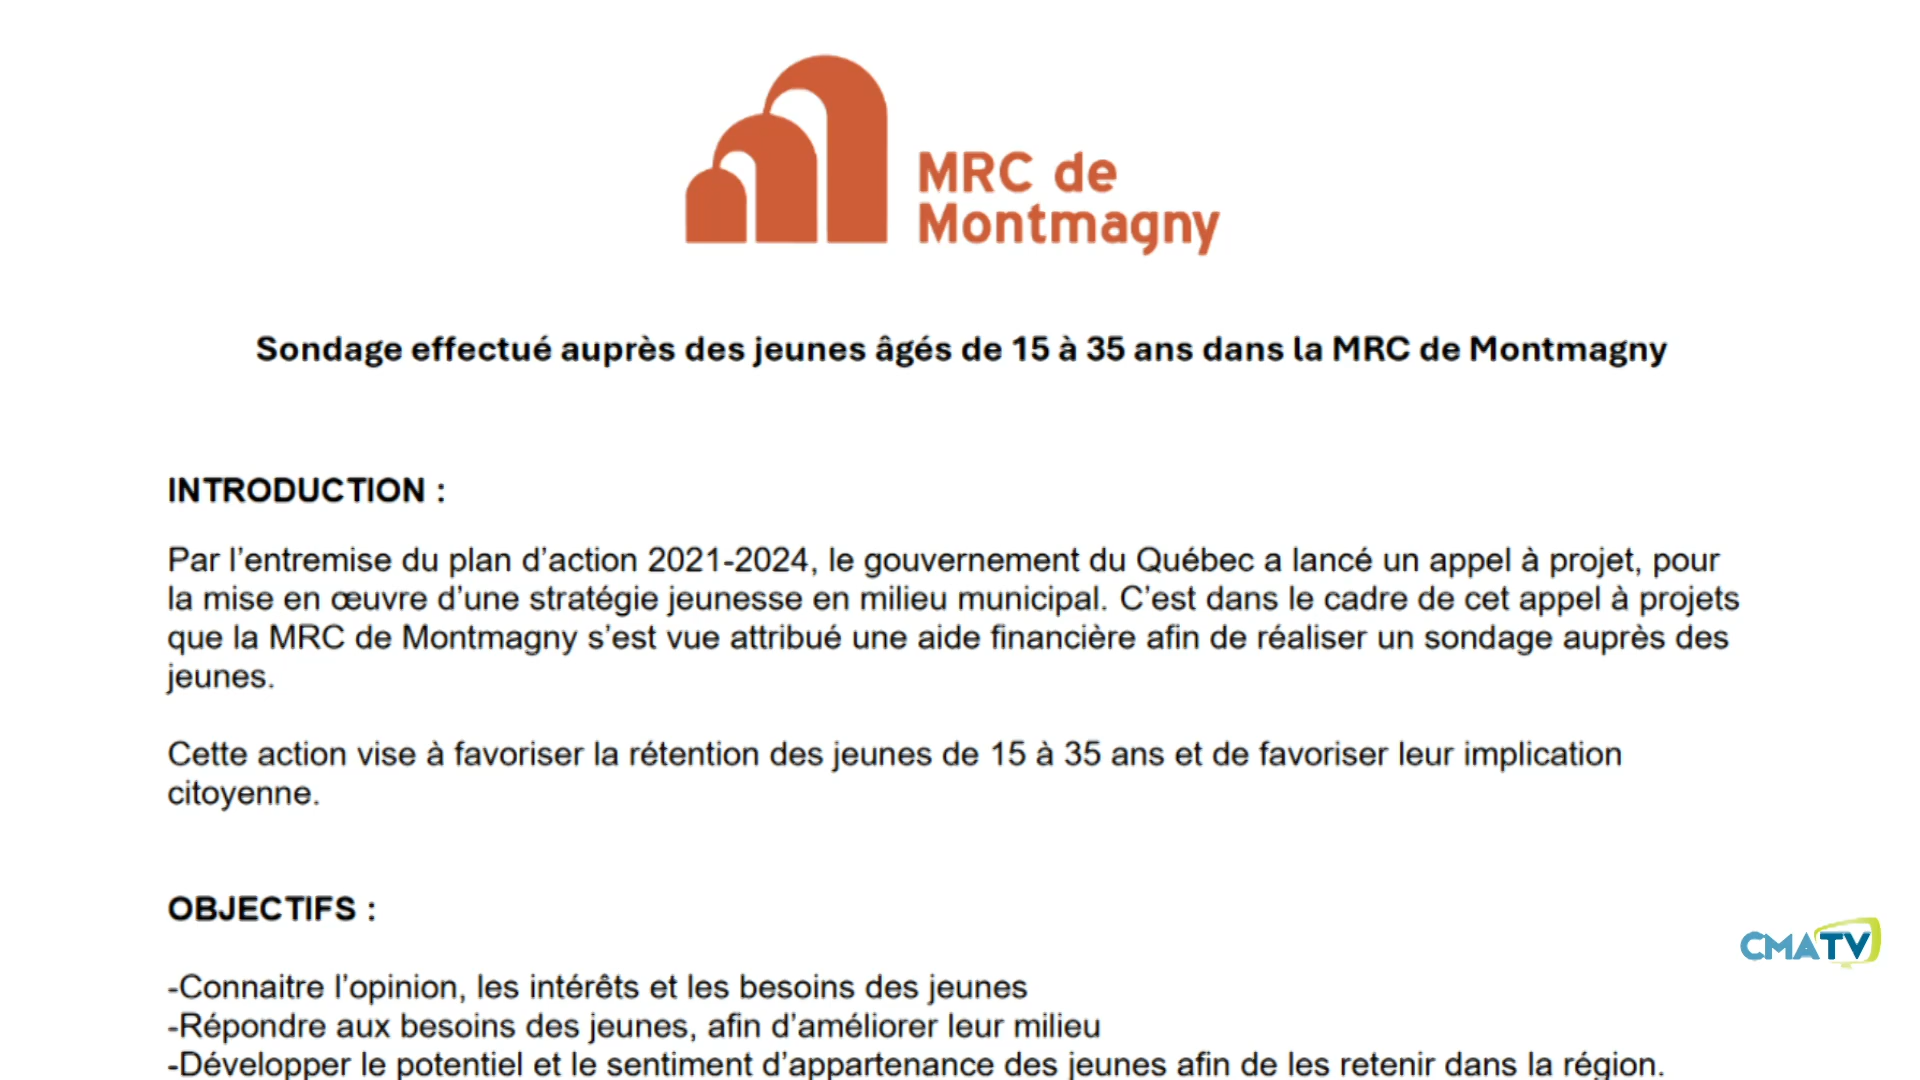 MRC de
Montmagny
Sondage effectué auprès des jeunes âgés de 15 à 35 ans dans la MRC de Montmagny
INTRODUCTION :
Par l’entremise du plan d’action 2021-2024, le gouvernement du Québec a lancé un appel à projet, pour
la mise en œuvre d’une stratégie jeunesse en milieu municipal. C’est dans le cadre de cet appel à projets
que la MRC de Montmagny s’est vue attribué une aide financière afin de réaliser un sondage auprès des
jeunes.
Cette action vise à favoriser la rétention des jeunes de 15 à 35 ans et de favoriser leur implication
citoyenne.
OBJECTIFS :
CMATV
-Connaitre l’opinion, les intérêts et les besoins des jeunes
-Répondre aux besoins des jeunes, afin d’améliorer leur milieu
-Développer le potentiel et le sentiment d’appartenance des jeunes afin de les retenir dans la région.